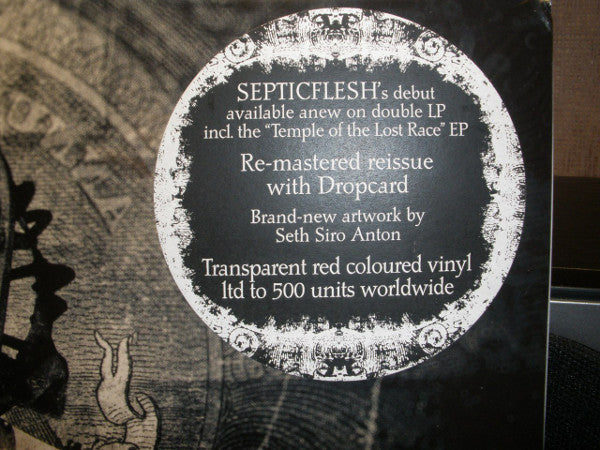 SEPTICFLESH's debut
available anew on double LP
incl. the "Temple of the Lost Race" EP
Re-mastered reissue
with Dropcard
Brand-new artwork by
Seth Siro Anton
Transparent red coloured vinyl
ltd to 500 units worldwide